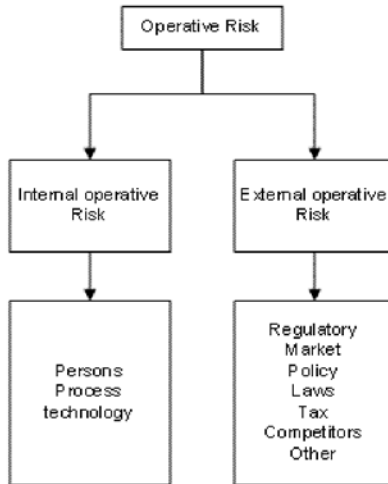 Operative Risk
Internal operative
Risk
External operative
Risk
Persons
Process
technology
Regulatory
Market
Policy
Laws
Tax
Competitors
Other